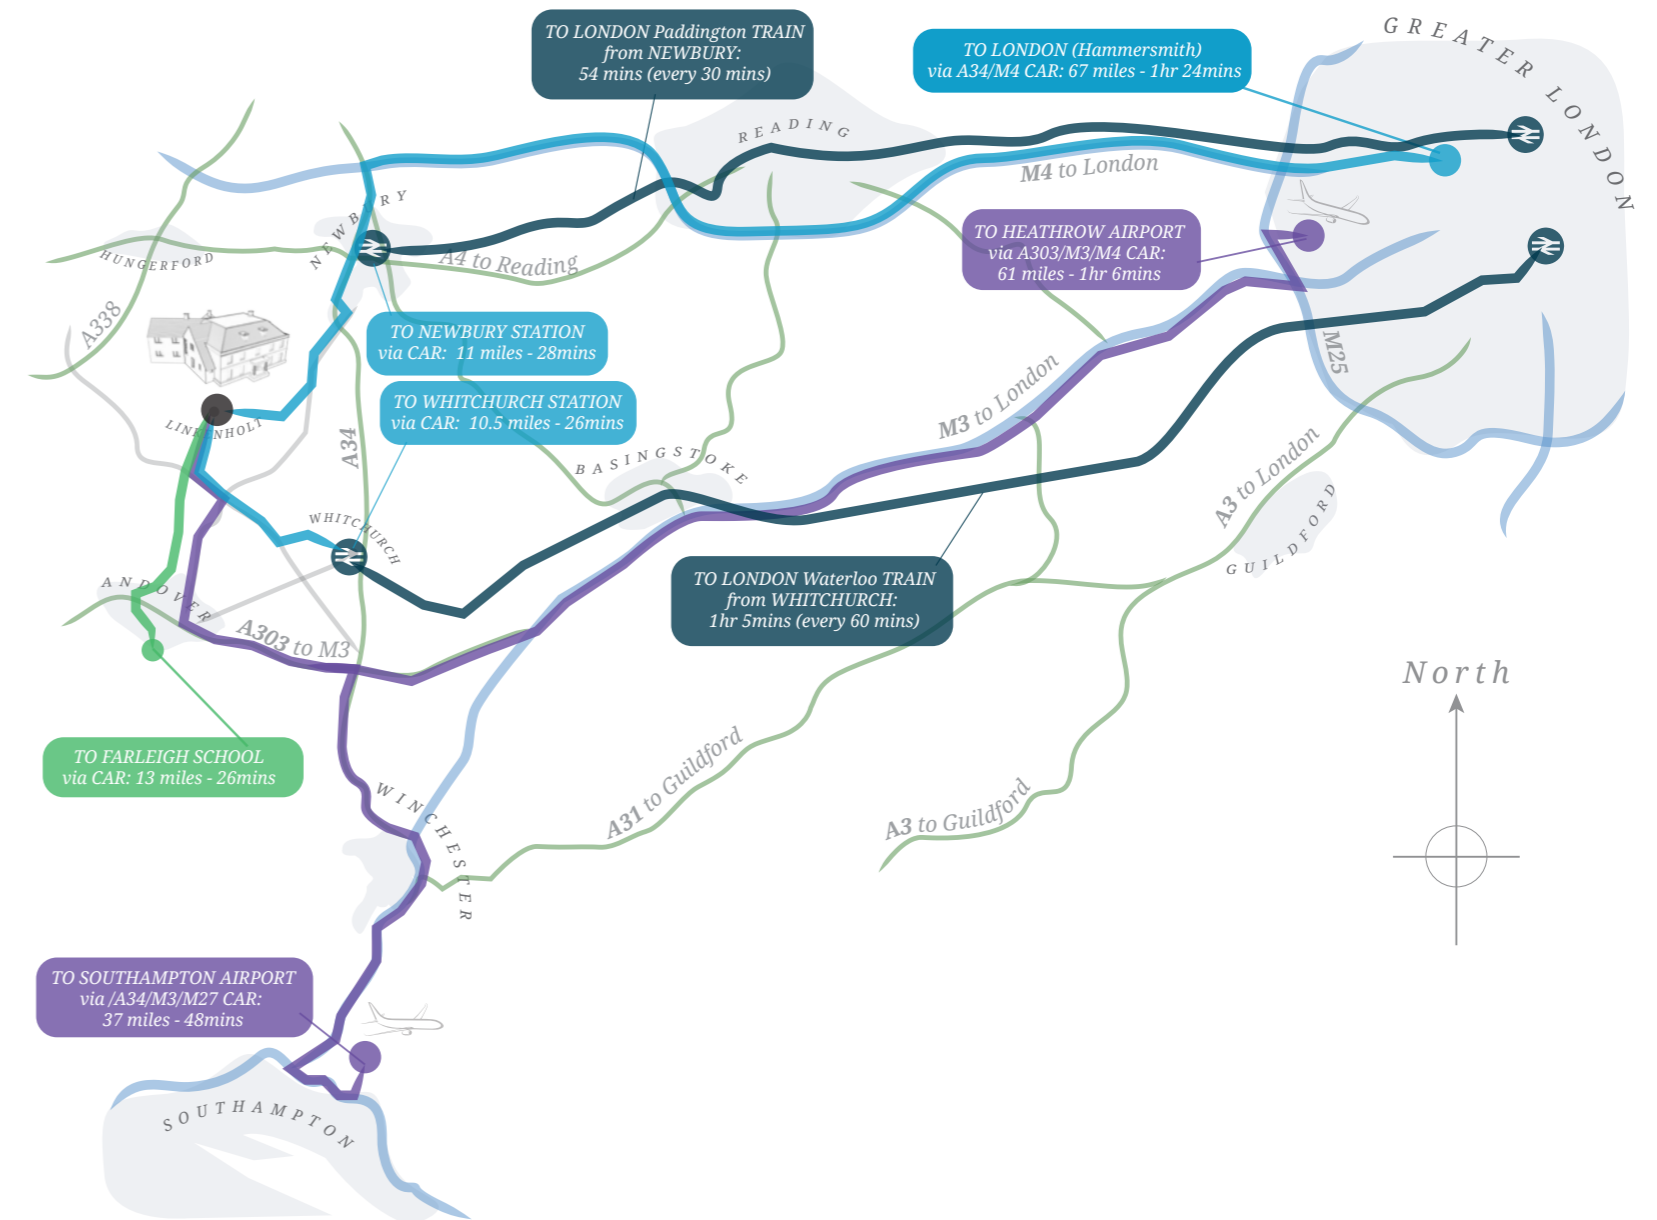 GREATER LONDON
TO LONDON Paddington TRAIN
from NEWBURY:
54 mins (every 30 mins)
TO LONDON (Hammersmith)
via A34/M4 CAR: 67 miles - 1hr 24mins
READING
M4 to London
NEWBURY
HUNGERFORD
A4 to Reading
TO HEATHROW AIRPORT
via A303/M3/M4 CAR:
61 miles - 1hr 6mins
A338
TO NEWBURY STATION
via CAR: 11 miles - 28mins
M25
TO WHITCHURCH STATION
via CAR: 10.5 miles - 26mins
M3 to London
LINKENHOLT
A34
BASINGSTOKE
A3 to London
WHITCHURCH
GUILDFORD
ANDOVER
TO LONDON Waterloo TRAIN
from WHITCHURCH:
1hr 5mins (every 60 mins)
A303 to M3
North
TO FARLEIGH SCHOOL
via CAR: 13 miles - 26mins
A31 to Guildford
A3 to Guildford
WINCHESTER
TO SOUTHAMPTON AIRPORT
via /A34/M3/M27 CAR:
37 miles - 48mins
SOUTHAMPTON